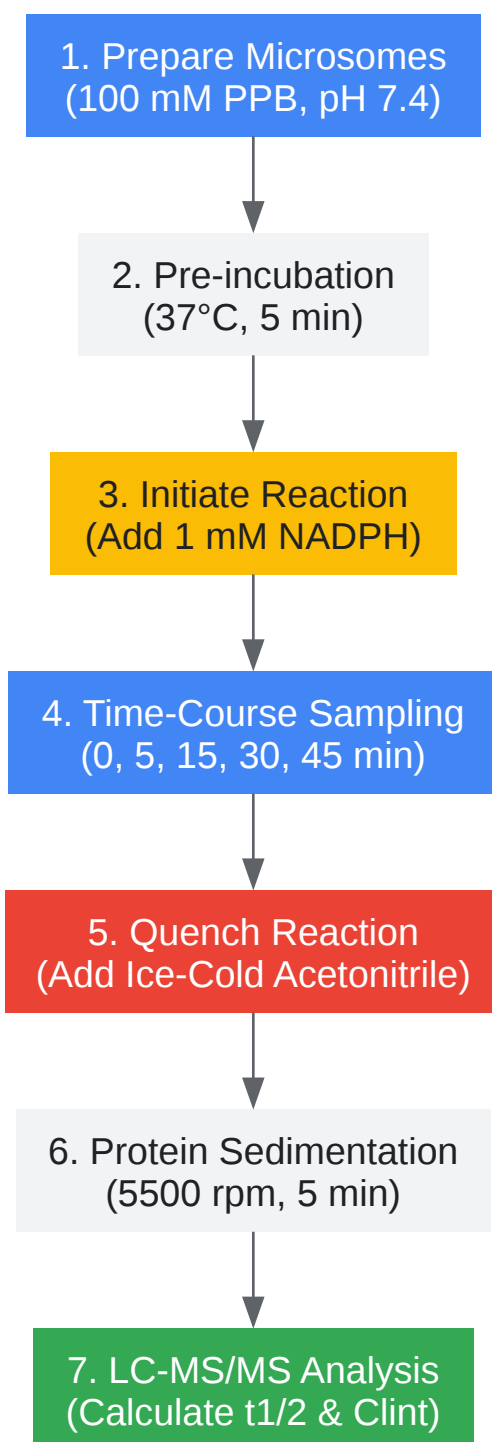 1. Prepare Microsomes
(100 mM PPB, pH 7.4)
2. Pre-incubation
(37°C, 5 min)
3. Initiate Reaction
(Add 1 mM NADPH)
4. Time-Course Sampling
(0, 5, 15, 30, 45 min)
5. Quench Reaction
(Add Ice-Cold Acetonitrile)
6. Protein Sedimentation
(5500 rpm, 5 min)
7. LC-MS/MS Analysis
(Calculate t1/2 & Clint)